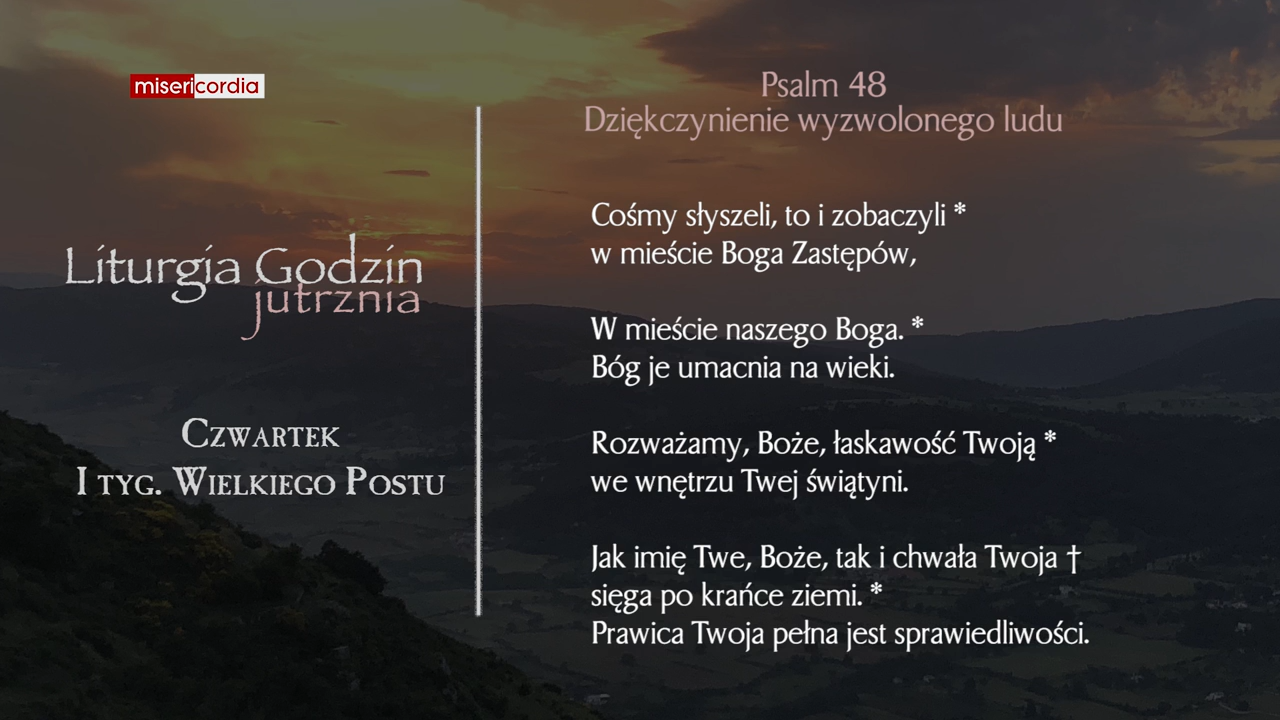 misericordia
Liturgia Godzin
jutrznia
Czwartek
I tyg. Wielkiego Postu
Psalm 48
Dziękczynienie wyzwolonego ludu
Cośmy słyszeli, to i zobaczyli *
w mieście Boga Zastępów,
W mieście naszego Boga. *
Bóg je umacnia na wieki.
Rozważamy, Boże, łaskawość Twoją *
we wnętrzu Twej świątyni.
Jak imię Twe, Boże, tak i chwała Twoja †
sięga po krańce ziemi. *
Prawica Twoja pełna jest sprawiedliwości.